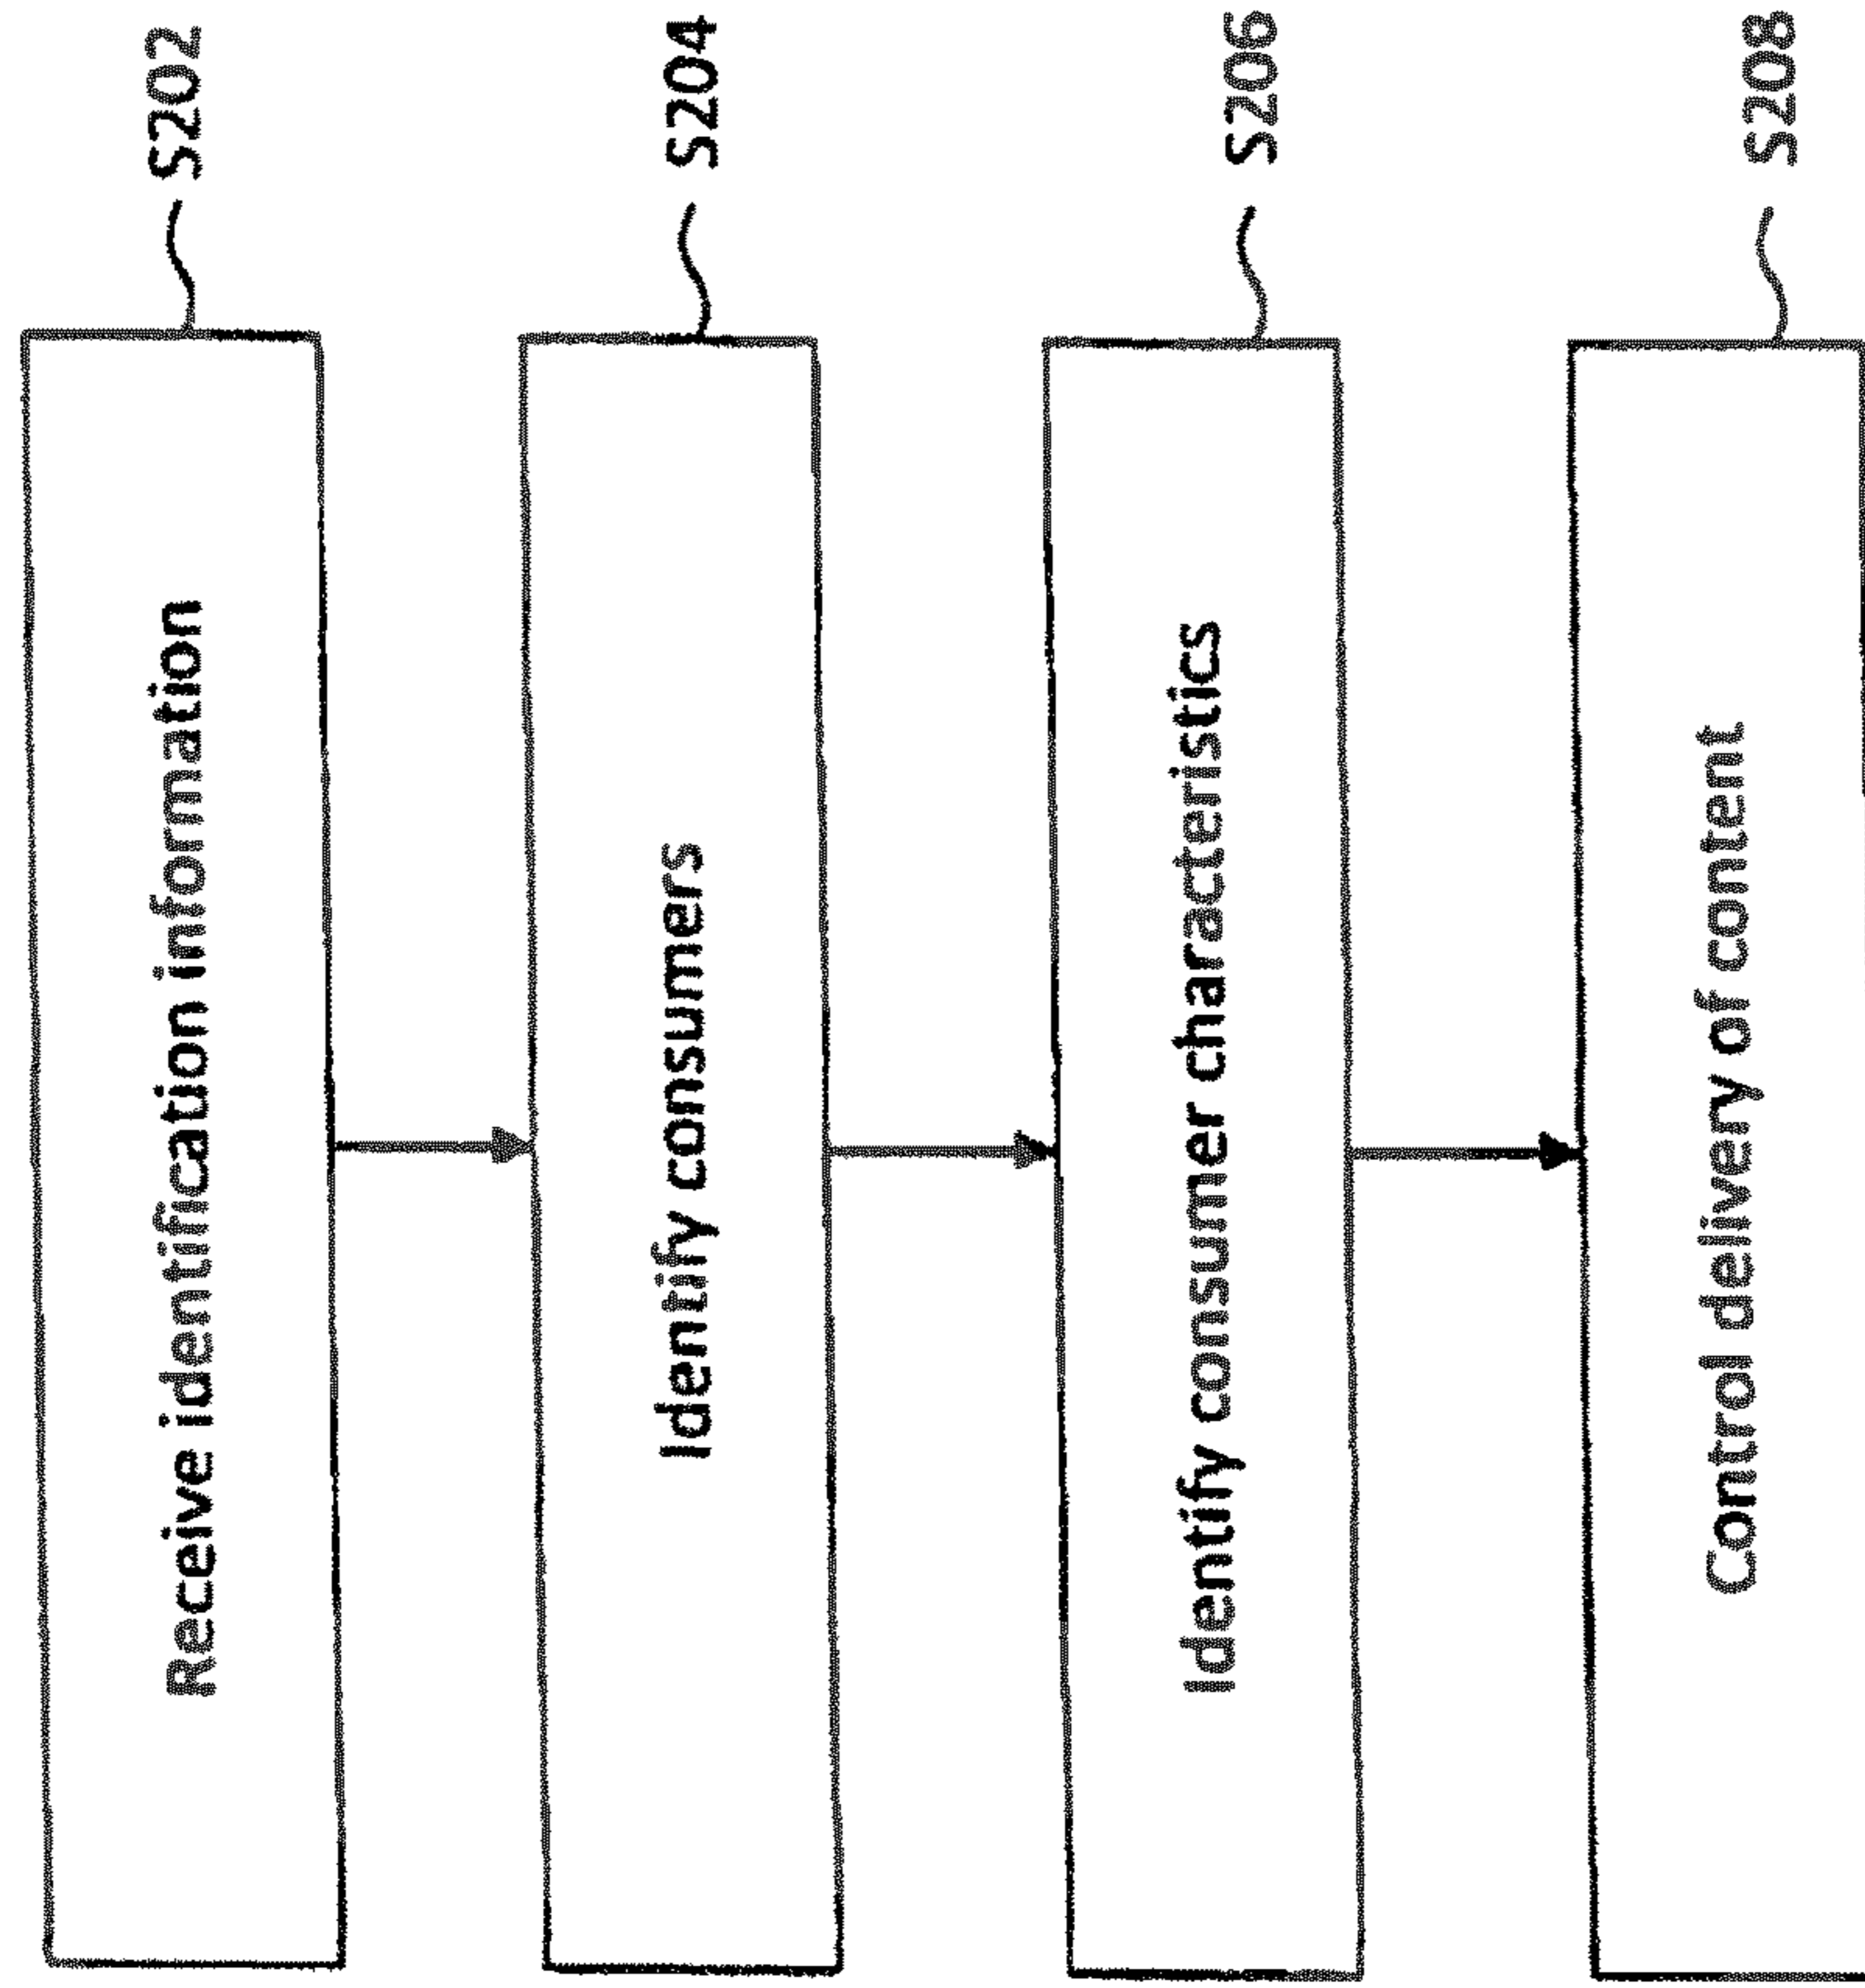 Receive identification information
S202
Identify consumers
S204
Identify consumer characteristics
S206
Control delivery of content
S208